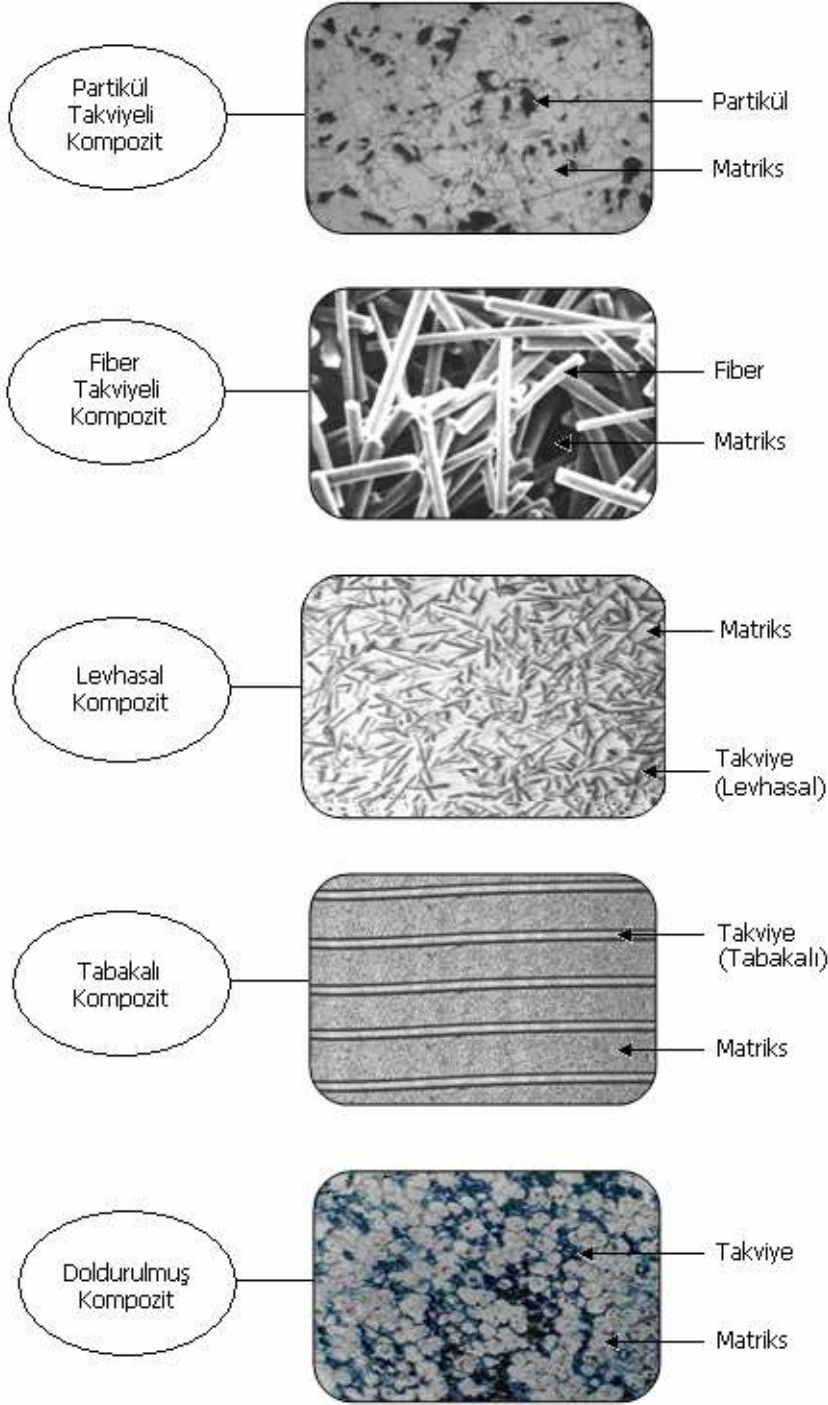 Partikül
Takviyeli
Kompozit
Partikül
Matriks
Fiber
Takviyeli
Kompozit
Fiber
Matriks
Levhasal
Kompozit
Matriks
Takviye
(Levhasal)
Tabakalı
Kompozit
Takviye
(Tabakalı)
Matriks
Doldurulmuş
Kompozit
Takviye
Matriks